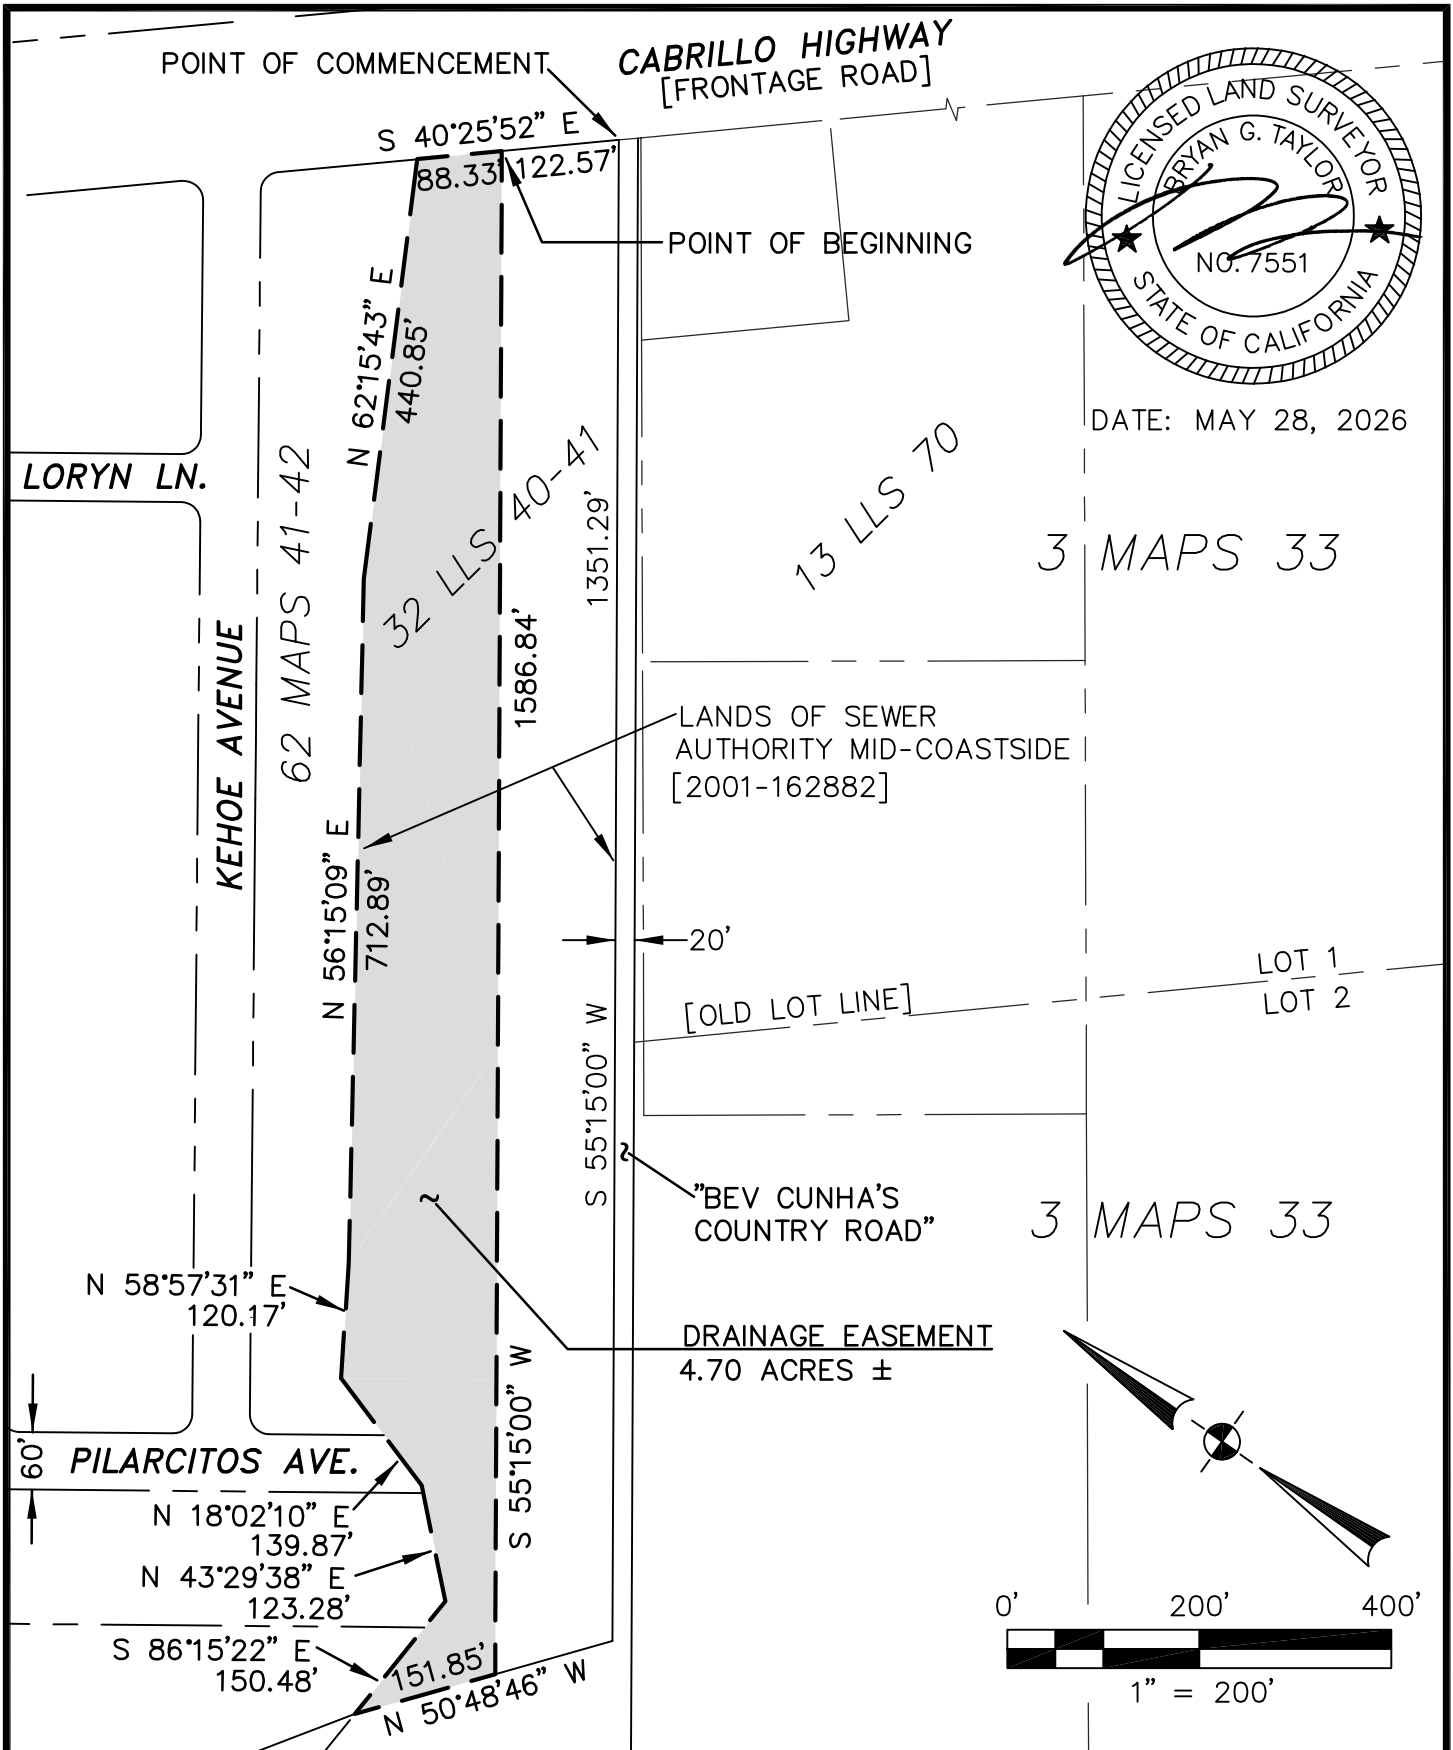 POINT OF COMMENCEMENT
CABRILLO HIGHWAY
[FRONTAGE ROAD]
S 40°25'52" E
88.33'
122.57'
POINT OF BEGINNING
LICENSED LAND SURVEYOR
BRYAN G. TAYLOR
NO. 7551
STATE OF CALIFORNIA
DATE: MAY 28, 2026
N 62°15'43" E
440.85'
LORYN LN.
62 MAPS 41-42
32 LLS 40-41
1351.29'
13 LLS 70
3 MAPS 33
KEHOE AVENUE
1586.84'
LANDS OF SEWER
AUTHORITY MID-COASTSIDE
[2001-162882]
N 56°15'09" E
712.89'
20'
LOT 1
LOT 2
[OLD LOT LINE]
S 55°15'00" W
"BEV CUNHA'S
COUNTRY ROAD"
3 MAPS 33
N 58°57'31" E
120.17'
DRAINAGE EASEMENT
4.70 ACRES ±
S 55°15'00" W
60'
PILARCITOS AVE.
N 18°02'10" E
139.87'
N 43°29'38" E
123.28'
S 86°15'22" E
150.48'
151.85'
N 50°48'46" W
0' 200' 400'
1" = 200'